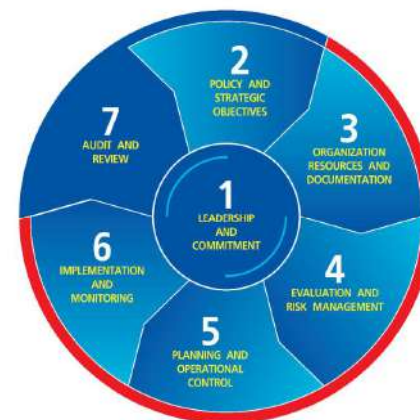 1
LEADERSHIP
AND
COMMITMENT
2
POLICY AND
STRATEGIC
OBJECTIVES
3
ORGANIZATION
RESOURCES AND
DOCUMENTATION
4
EVALUATION AND
RISK MANAGEMENT
5
PLANNING AND
OPERATIONAL
CONTROL
6
IMPLEMENTATION
AND
MONITORING
7
AUDIT AND
REVIEW